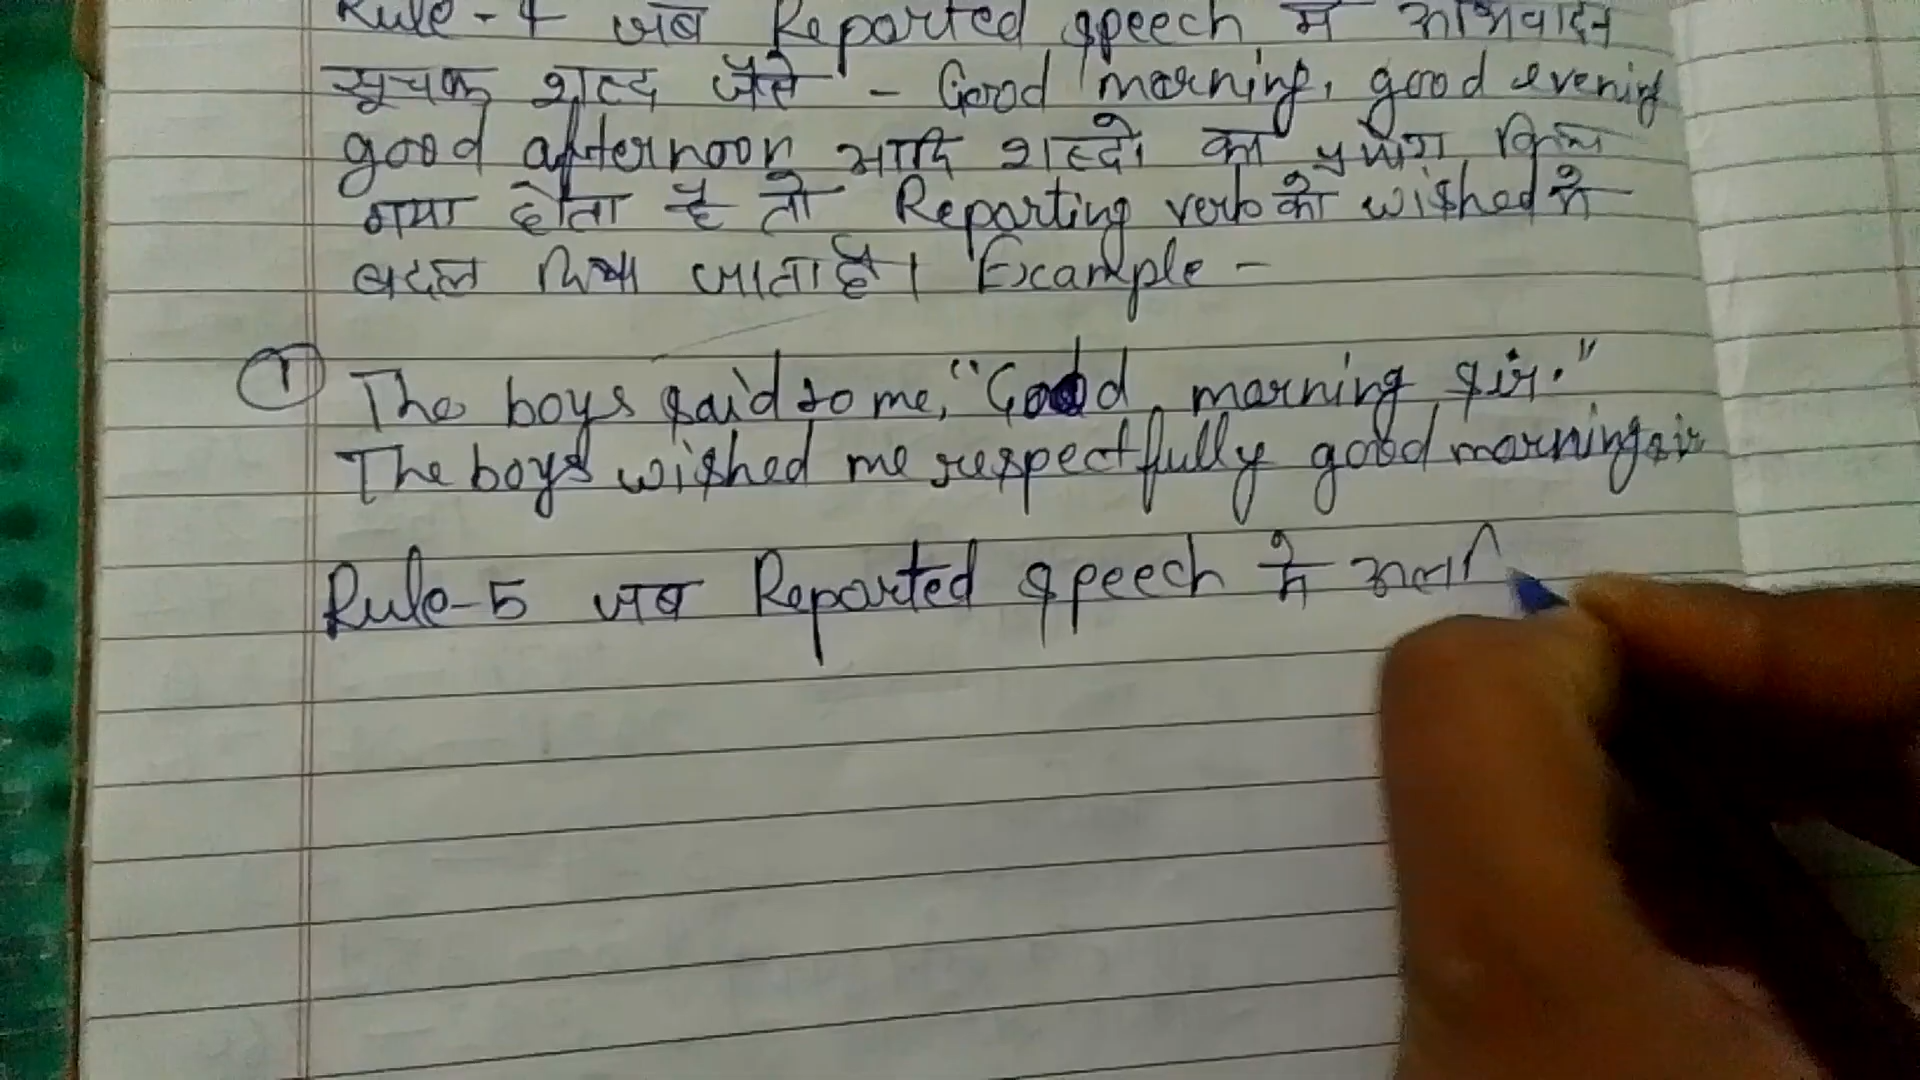 Rule-4 जब Reported speech में अभिवादन
सूचक शब्द जैसे - Good morning, good evening
good afternoon आदि शब्दो का प्रयोग किया
गया होता है तो Reporting verb को wished मे
बदल दिया जाता है। Example -
① The boys said to me, "Good morning sir."
The boys wished me respectfully good morning sir
Rule-5 जब Reported speech मे